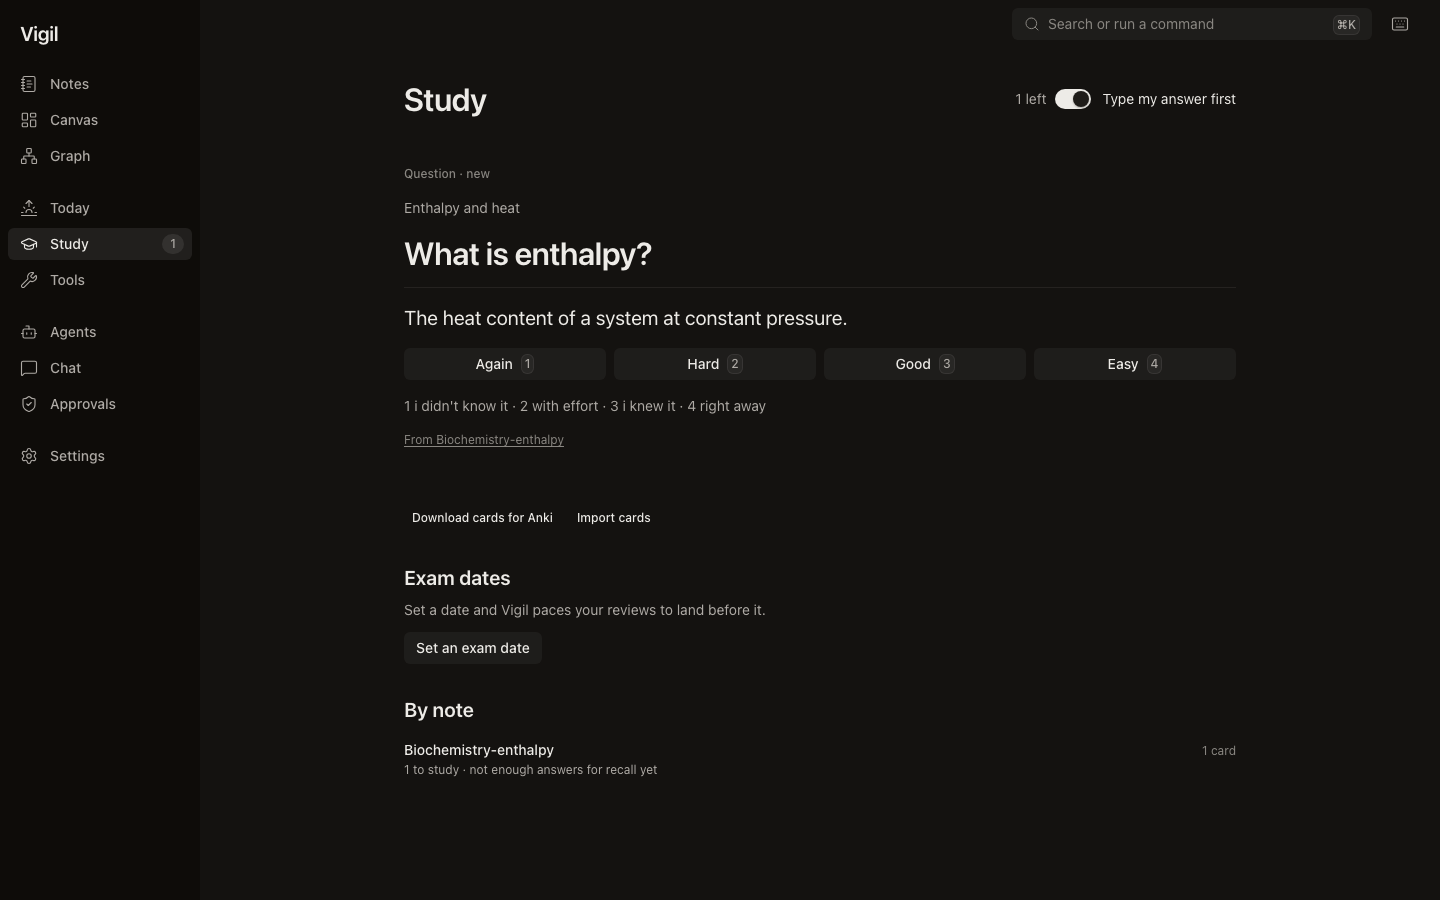 Vigil
Search or run a command ⌘K
Notes
Canvas
Graph
Today
Study 1
Tools
Agents
Chat
Approvals
Settings
Study
1 left Type my answer first
Question · new
Enthalpy and heat
What is enthalpy?
The heat content of a system at constant pressure.
Again 1 Hard 2 Good 3 Easy 4
1 i didn't know it · 2 with effort · 3 i knew it · 4 right away
From Biochemistry-enthalpy
Download cards for Anki Import cards
Exam dates
Set a date and Vigil paces your reviews to land before it.
Set an exam date
By note
Biochemistry-enthalpy 1 card
1 to study · not enough answers for recall yet